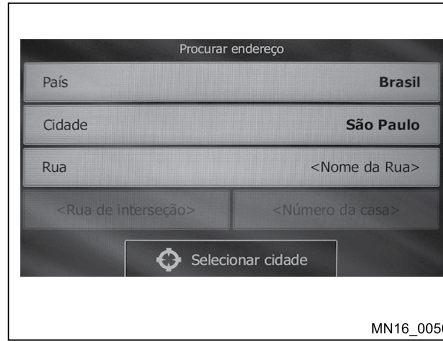 Procurar endereço
País Brasil
Cidade São Paulo
Rua <Nome da Rua>
<Rua de interseção> <Número da casa>
Selecionar cidade
MN16_005